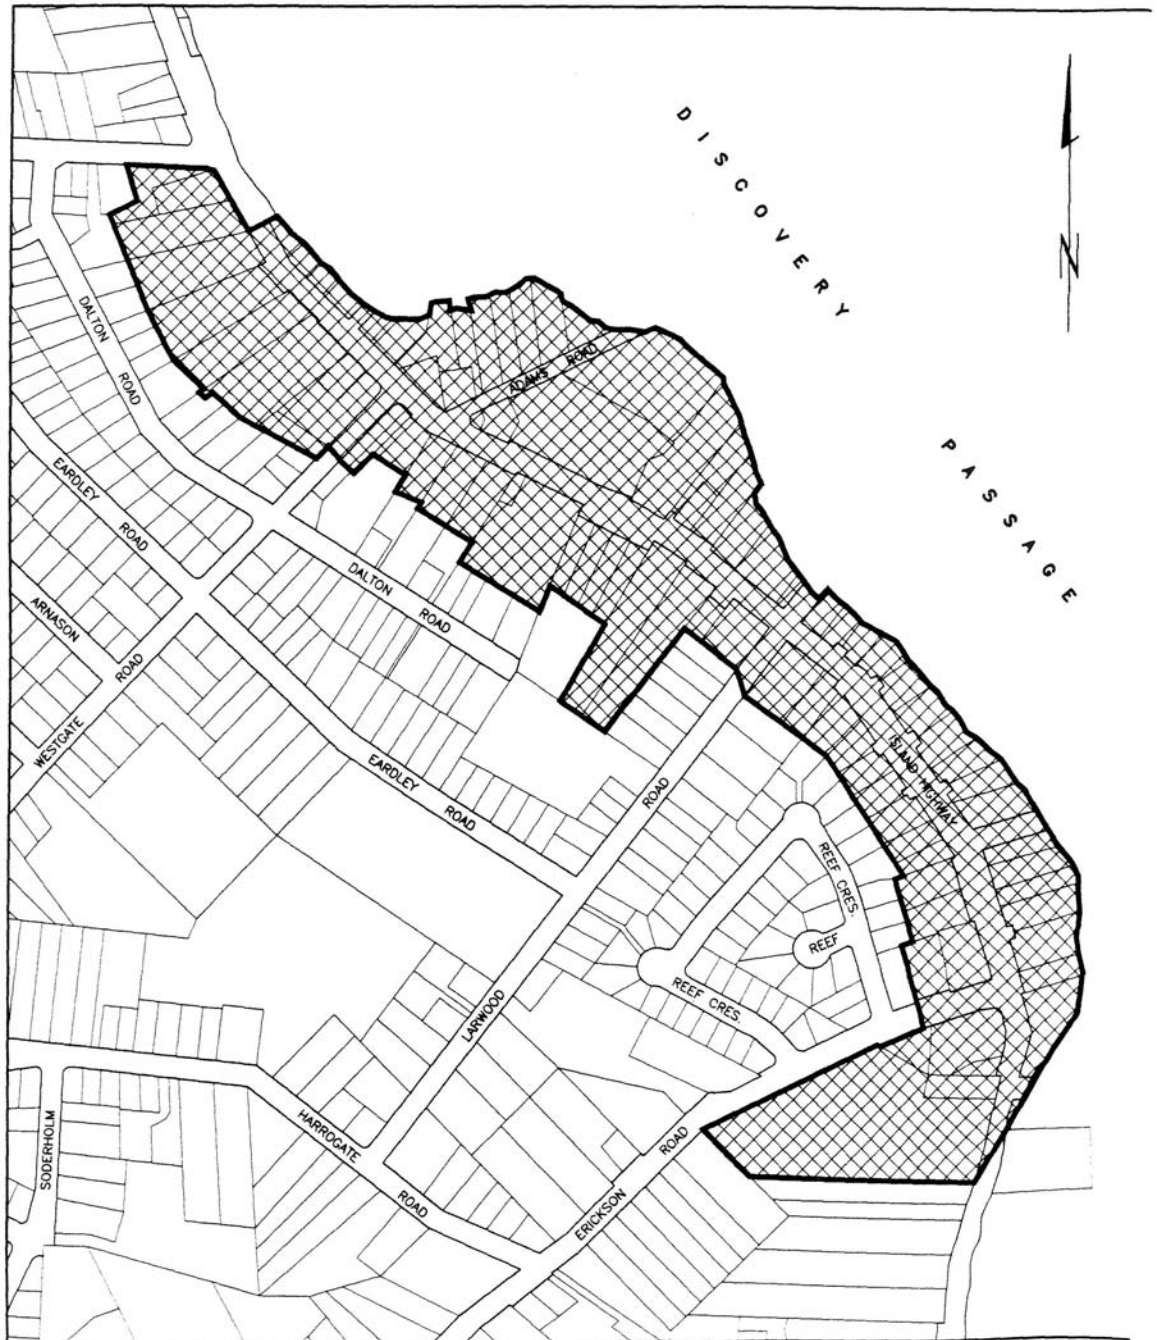 DISCOVERY
PASSAGE
N
ADAMS ROAD
DALTON
ROAD
EARDLEY
ROAD
DALTON
ROAD
ARNASON
ROAD
WESTGATE
ISLAND HIGHWAY
EARDLEY
ROAD
ROAD
REEF CRES.
REEF
REEF CRES.
LARWOOD
HARROGATE
ROAD
SODERHOLM
ROAD
ERICKSON